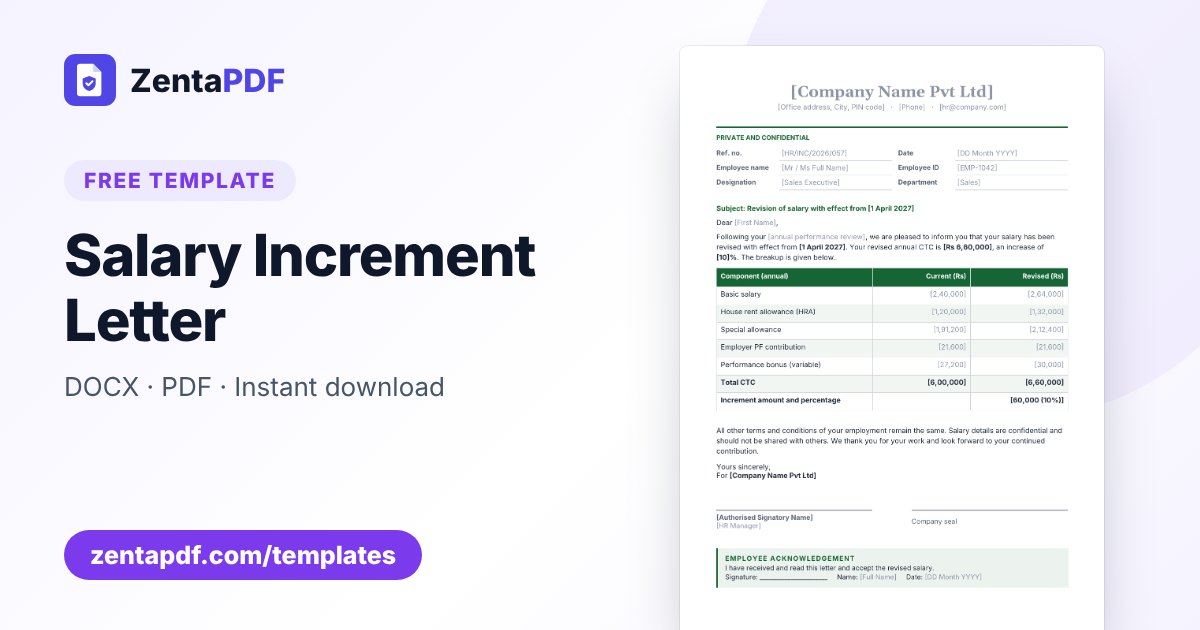 ZentaPDF
FREE TEMPLATE
Salary Increment
Letter
DOCX · PDF · Instant download
zentapdf.com/templates
[Company Name Pvt Ltd]
[Office address, City, PIN code] · [Phone] · [hr@company.com]
PRIVATE AND CONFIDENTIAL
Ref. no. [HR/INC/2026/057] Date [DD Month YYYY]
Employee name [Mr / Ms Full Name] Employee ID [EMP-1042]
Designation [Sales Executive] Department [Sales]
Subject: Revision of salary with effect from [1 April 2027]
Dear [First Name],
Following your [annual performance review], we are pleased to inform you that your salary has been
revised with effect from [1 April 2027]. Your revised annual CTC is [Rs 6,60,000], an increase of
[10]%. The breakup is given below.
Component (annual) Current (Rs) Revised (Rs)
Basic salary [2,40,000] [2,64,000]
House rent allowance (HRA) [1,20,000] [1,32,000]
Special allowance [1,91,200] [2,12,400]
Employer PF contribution [21,600] [21,600]
Performance bonus (variable) [27,200] [30,000]
Total CTC [6,00,000] [6,60,000]
Increment amount and percentage [60,000 (10%)]
All other terms and conditions of your employment remain the same. Salary details are confidential and
should not be shared with others. We thank you for your work and look forward to your continued
contribution.
Yours sincerely,
For [Company Name Pvt Ltd]
[Authorised Signatory Name]
[HR Manager]
Company seal
EMPLOYEE ACKNOWLEDGEMENT
I have received and read this letter and accept the revised salary.
Signature: ____________________ Name: [Full Name] Date: [DD Month YYYY]